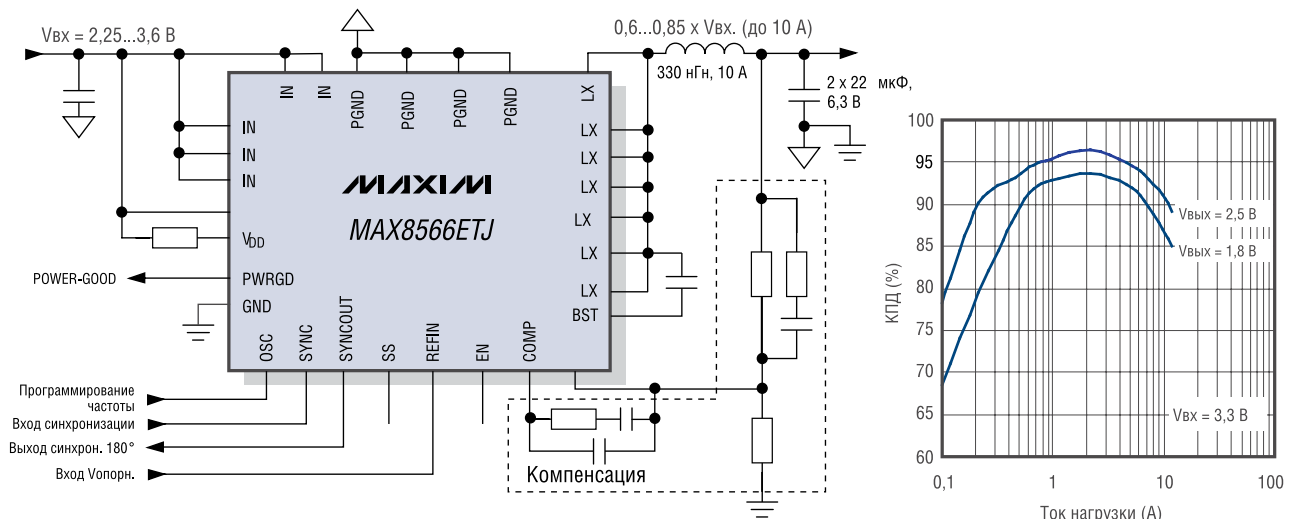 Vвх = 2,25...3,6 В
0,6...0,85 x Vвх. (до 10 А)
330 нГн, 10 А
2 x 22 мкФ,
6,3 В
IN
IN
PGND
PGND
PGND
PGND
LX
IN
IN
IN
LX
LX
LX
LX
LX
LX
BST
MAXIM
MAX8566ETJ
VDD
PWRGD
GND
POWER-GOOD
OSC
SYNC
SYNCOUT
SS
REFIN
EN
COMP
Программирование
частоты
Вход синхронизации
Выход синхрон. 180°
Вход Vопорн.
Компенсация
КПД (%)
100
95
90
85
80
75
70
65
60
Vвых = 2,5 В
Vвых = 1,8 В
Vвх = 3,3 В
0,1
1
10
100
Ток нагрузки (А)